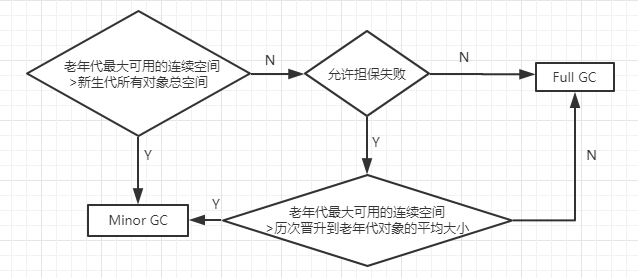 老年代最大可用的连续空间
>新生代所有对象总空间
N
允许担保失败
N
Full GC
Y
Y
N
Minor GC
Y
老年代最大可用的连续空间
>历次晋升到老年代对象的平均大小